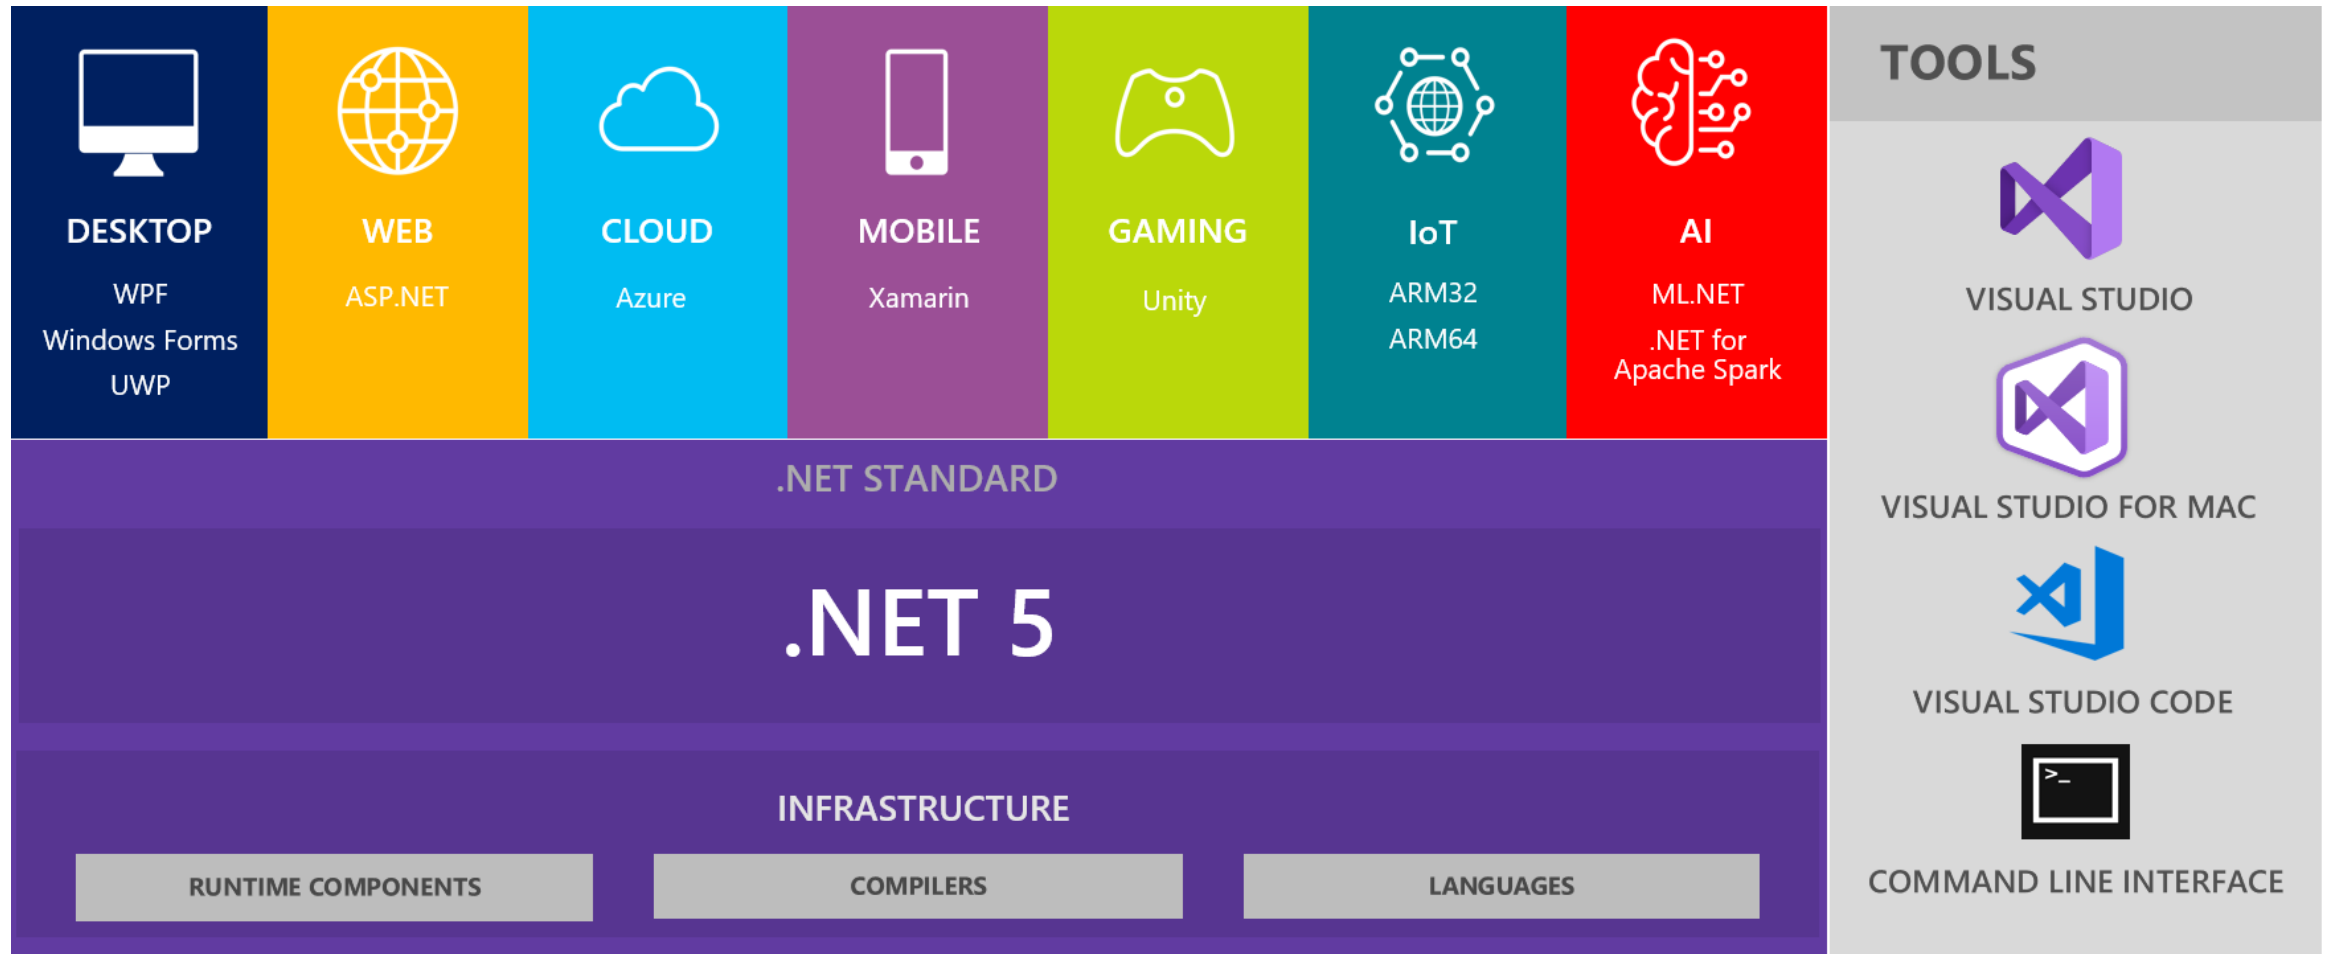 DESKTOP
WPF
Windows Forms
UWP
WEB
ASP.NET
CLOUD
Azure
MOBILE
Xamarin
GAMING
Unity
IoT
ARM32
ARM64
AI
ML.NET
.NET for
Apache Spark
.NET STANDARD
.NET 5
INFRASTRUCTURE
RUNTIME COMPONENTS
COMPILERS
LANGUAGES
TOOLS
VISUAL STUDIO
VISUAL STUDIO FOR MAC
VISUAL STUDIO CODE
>_
COMMAND LINE INTERFACE